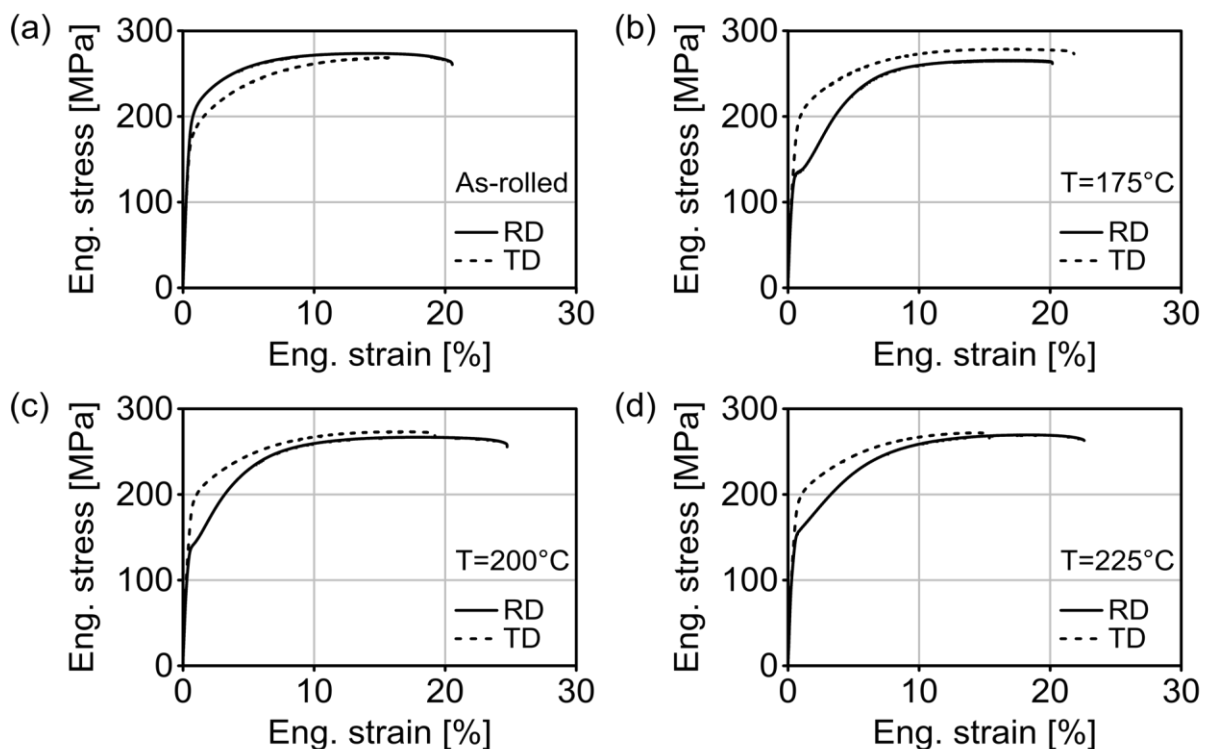 (a)
Eng. stress [MPa]
300
200
100
0
As-rolled
RD
TD
0 10 20 30
Eng. strain [%]
(b)
Eng. stress [MPa]
300
200
100
0
T=175°C
RD
TD
0 10 20 30
Eng. strain [%]
(c)
Eng. stress [MPa]
300
200
100
0
T=200°C
RD
TD
0 10 20 30
Eng. strain [%]
(d)
Eng. stress [MPa]
300
200
100
0
T=225°C
RD
TD
0 10 20 30
Eng. strain [%]